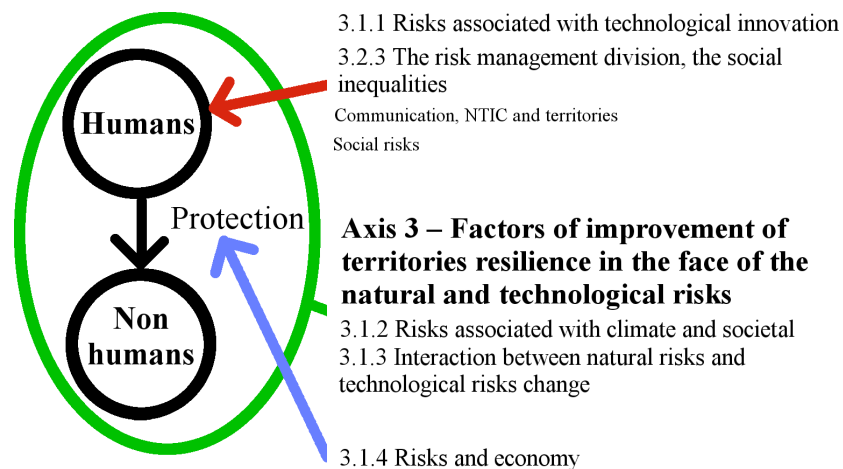 Humans
Protection
Non
humans
3.1.1 Risks associated with technological innovation
3.2.3 The risk management division, the social
inequalities
Communication, NTIC and territories
Social risks
Axis 3 – Factors of improvement of
territories resilience in the face of the
natural and technological risks
3.1.2 Risks associated with climate and societal
3.1.3 Interaction between natural risks and
technological risks change
3.1.4 Risks and economy